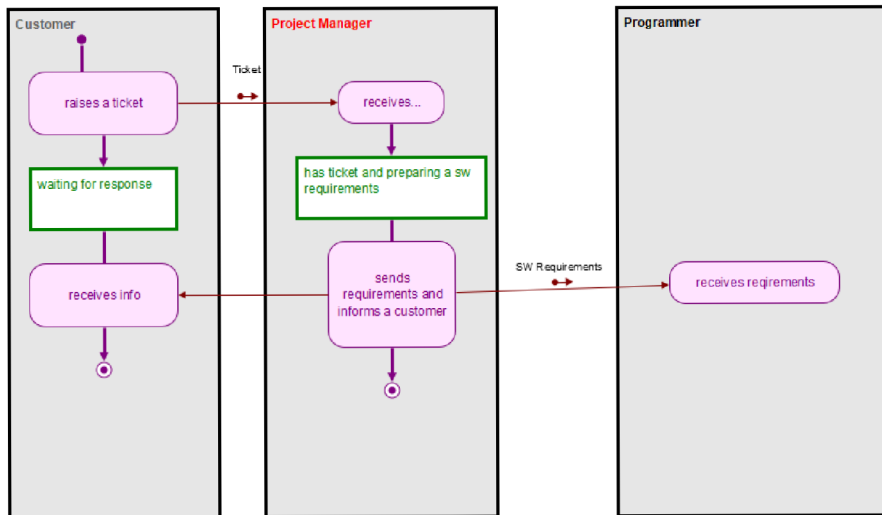 Customer
Project Manager
Programmer
Ticket
raises a ticket
receives...
waiting for response
has ticket and preparing a sw
requirements
SW Requirements
receives info
sends
requirements and
informs a customer
receives reqirements